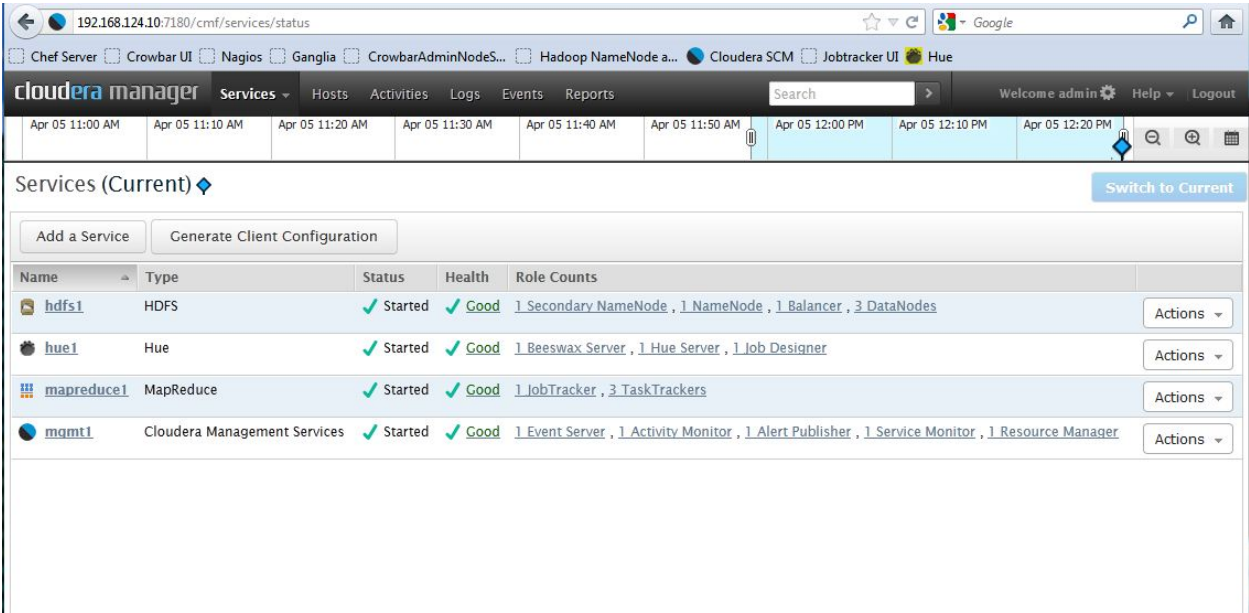 192.168.124.10:7180/cmf/services/status Google
Chef Server Crowbar UI Nagios Ganglia CrowbarAdminNodeS... Hadoop NameNode a... Cloudera SCM Jobtracker UI Hue
cloudera manager Services Hosts Activities Logs Events Reports Search Welcome admin Help Logout
Apr 05 11:00 AM Apr 05 11:10 AM Apr 05 11:20 AM Apr 05 11:30 AM Apr 05 11:40 AM Apr 05 11:50 AM Apr 05 12:00 PM Apr 05 12:10 PM Apr 05 12:20 PM
Services (Current) Switch to Current
Add a Service Generate Client Configuration
Name Type Status Health Role Counts
hdfs1 HDFS Started Good 1 Secondary NameNode , 1 NameNode , 1 Balancer , 3 DataNodes Actions
hue1 Hue Started Good 1 Beeswax Server , 1 Hue Server , 1 Job Designer Actions
mapreduce1 MapReduce Started Good 1 JobTracker , 3 TaskTrackers Actions
mgmt1 Cloudera Management Services Started Good 1 Event Server , 1 Activity Monitor , 1 Alert Publisher , 1 Service Monitor , 1 Resource Manager Actions